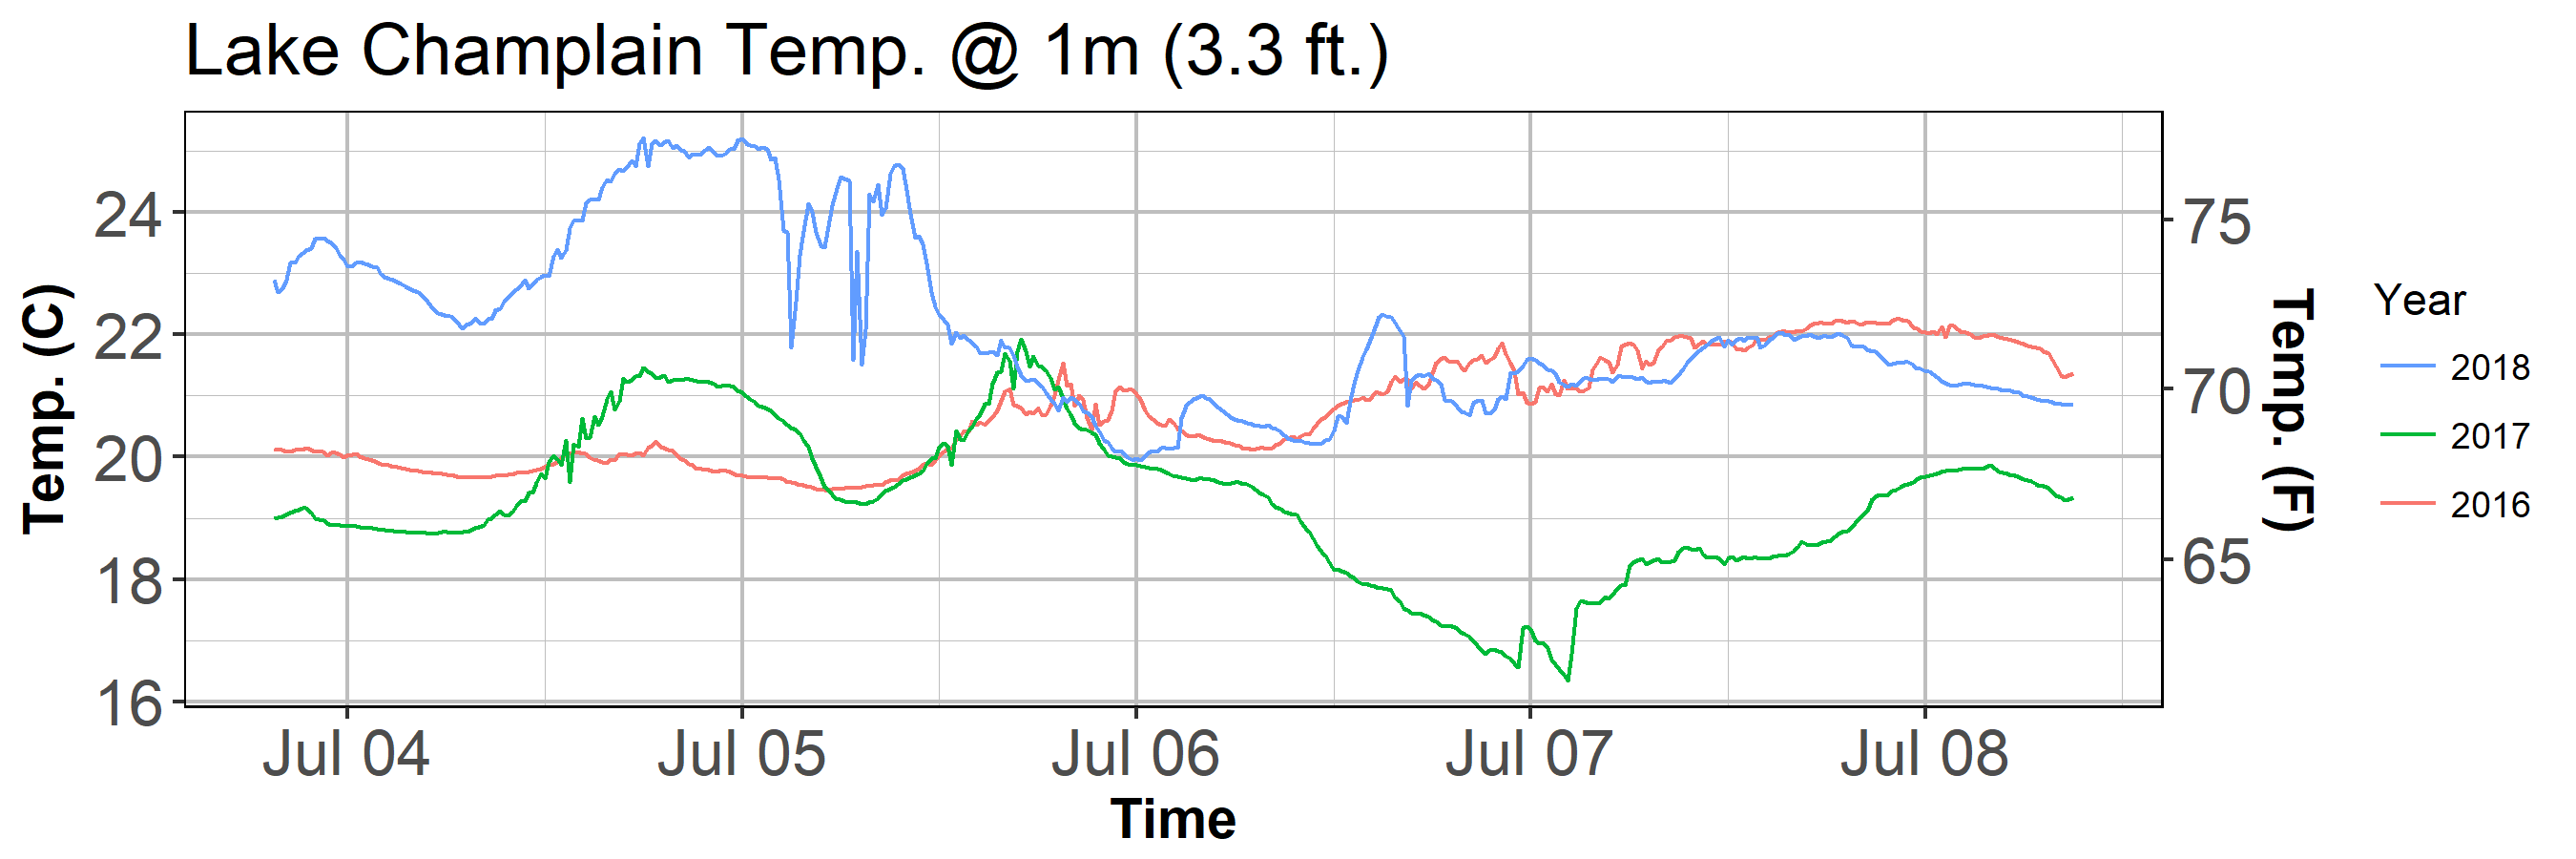 Lake Champlain Temp. @ 1m (3.3 ft.)
Temp. (C)
24
22
20
18
16
Jul 04
Jul 05
Jul 06
Jul 07
Jul 08
Time
75
70
65
Temp. (F)
Year
2018
2017
2016